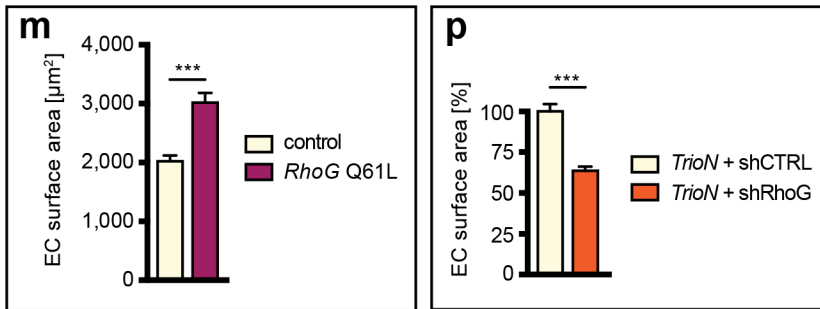 m
EC surface area [µm²]
4,000
3,000
2,000
1,000
0
***
control
RhoG Q61L
p
EC surface area [%]
100
75
50
25
0
***
TrioN + shCTRL
TrioN + shRhoG